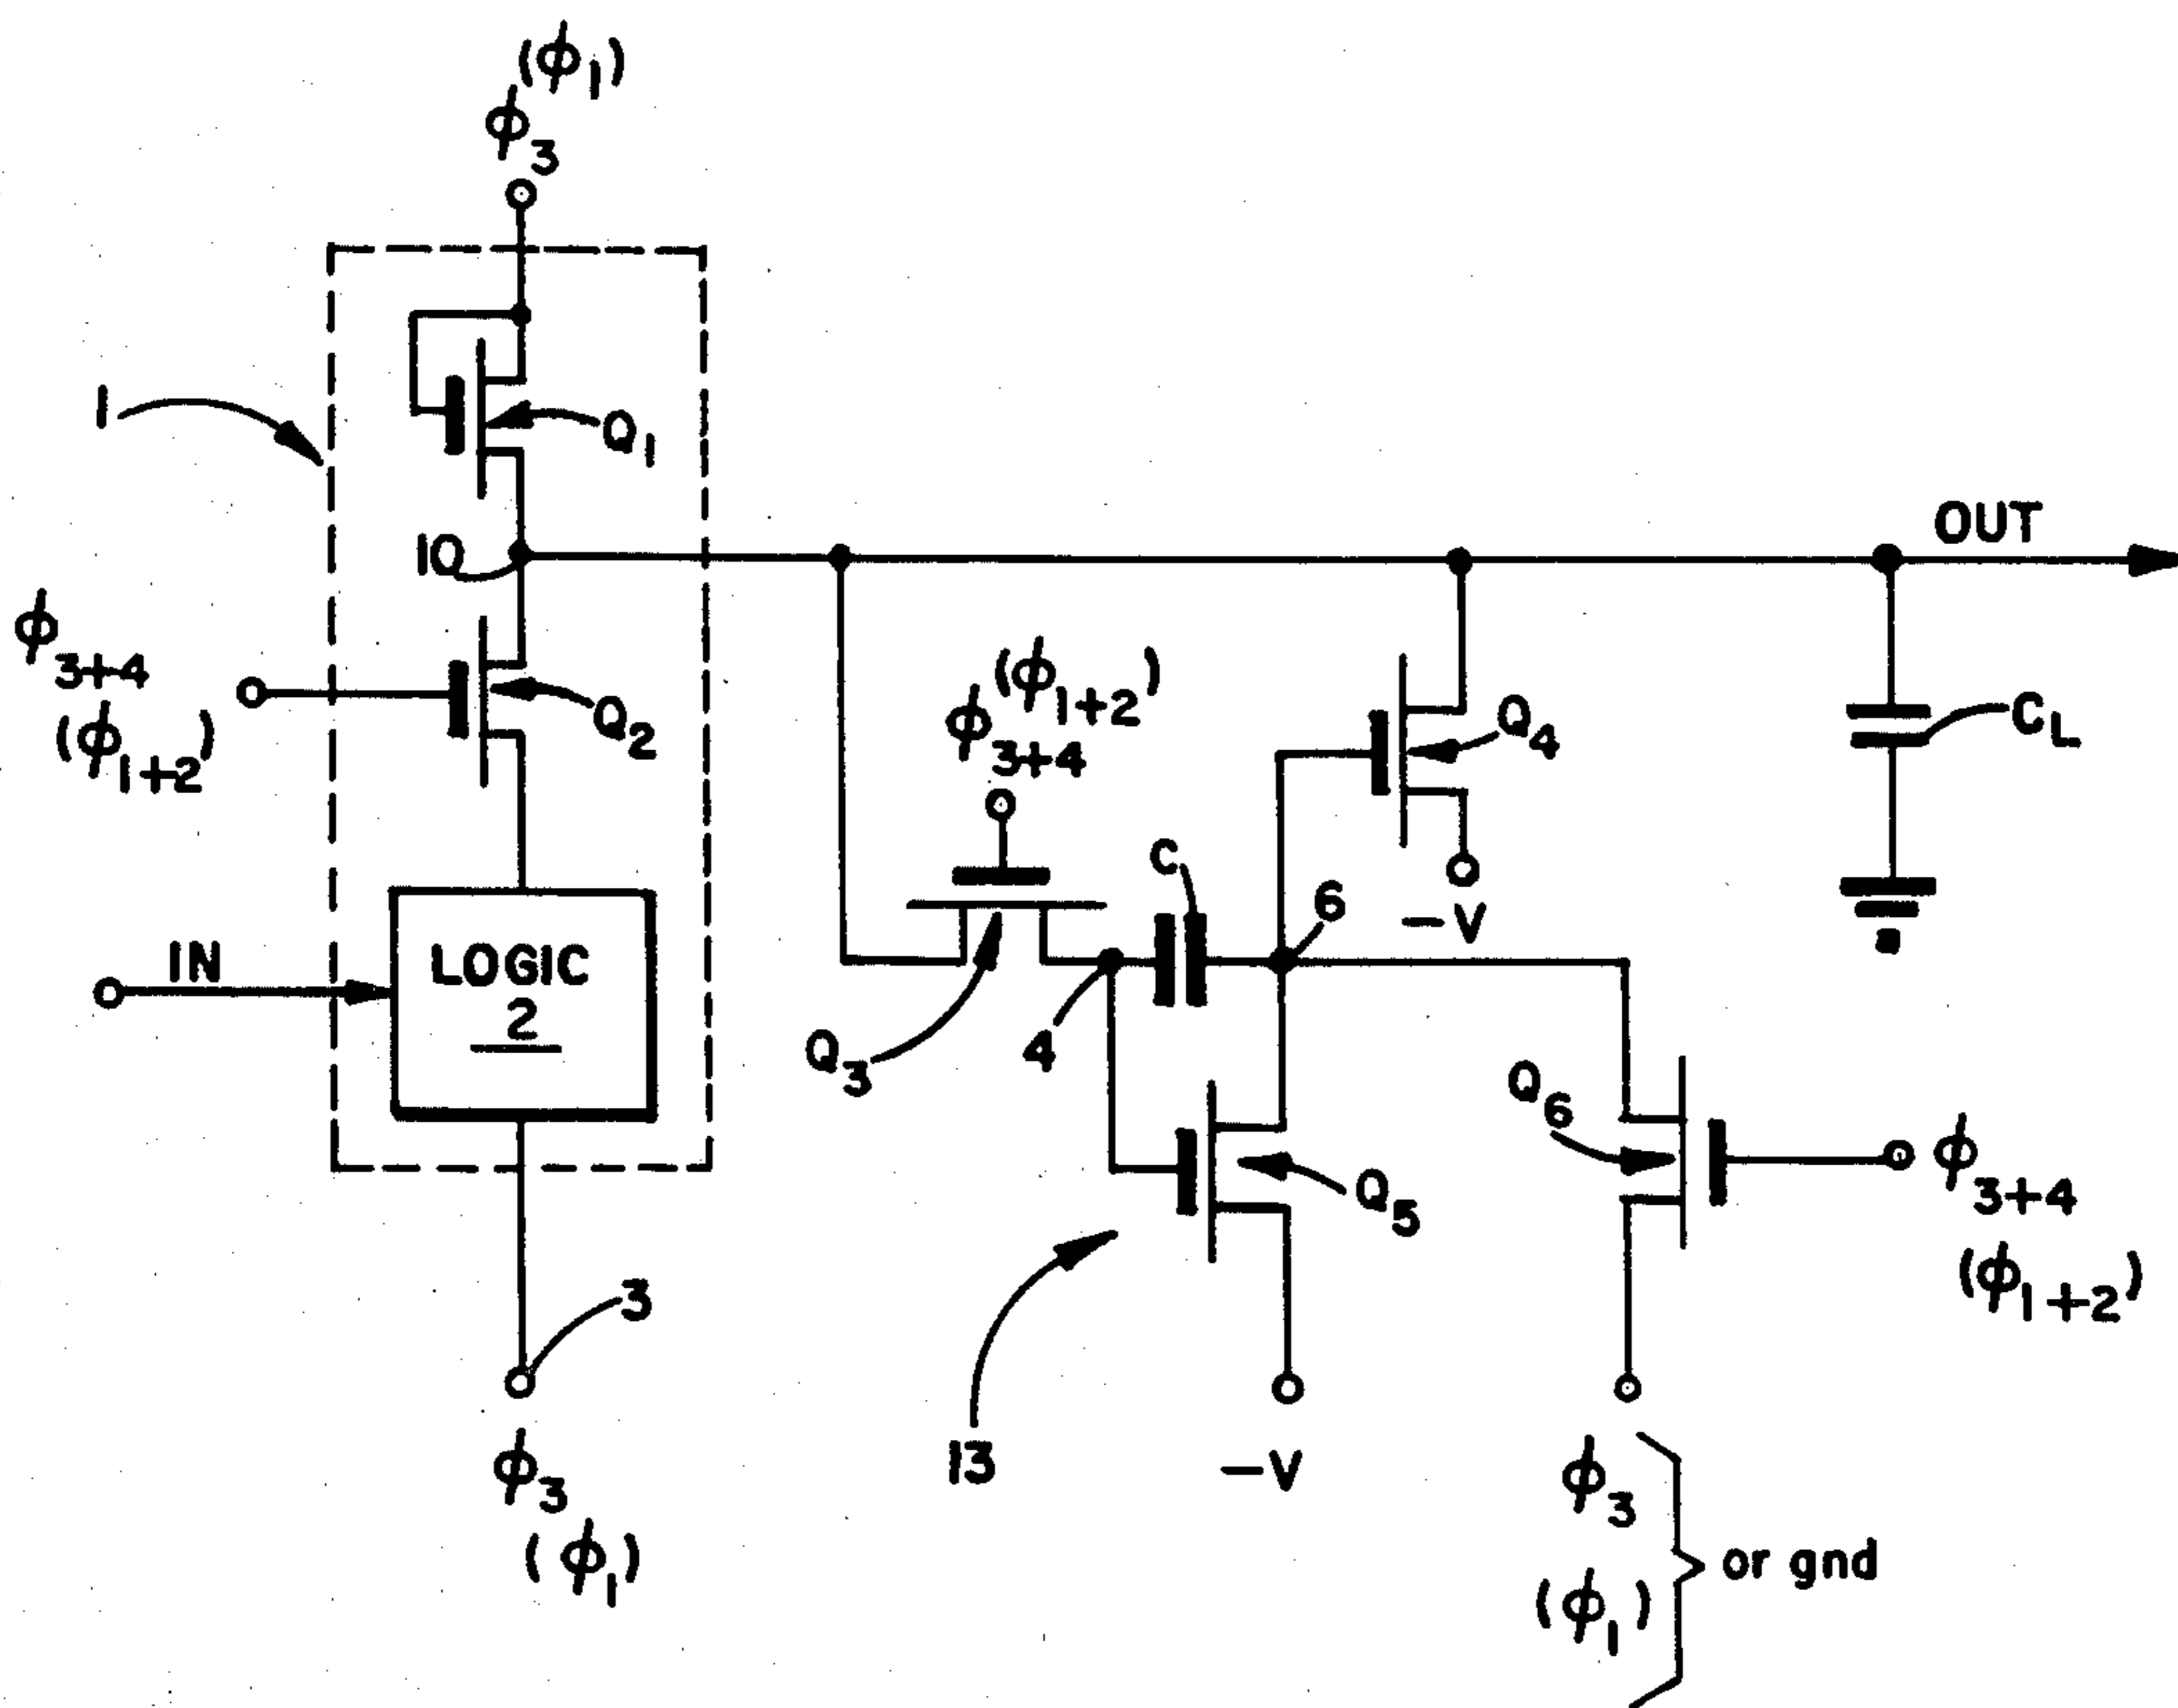 (ϕ1)
ϕ3
1
Q1
10
OUT
ϕ3+4
(ϕ1+2)
Q2
(ϕ1+2)
ϕ3+4
Q4
CL
C
6
-V
IN
LOGIC
2
Q3
4
Q6
ϕ3+4
(ϕ1+2)
Q5
3
13
-V
ϕ3
(ϕ1)
ϕ3
(ϕ1)
or gnd